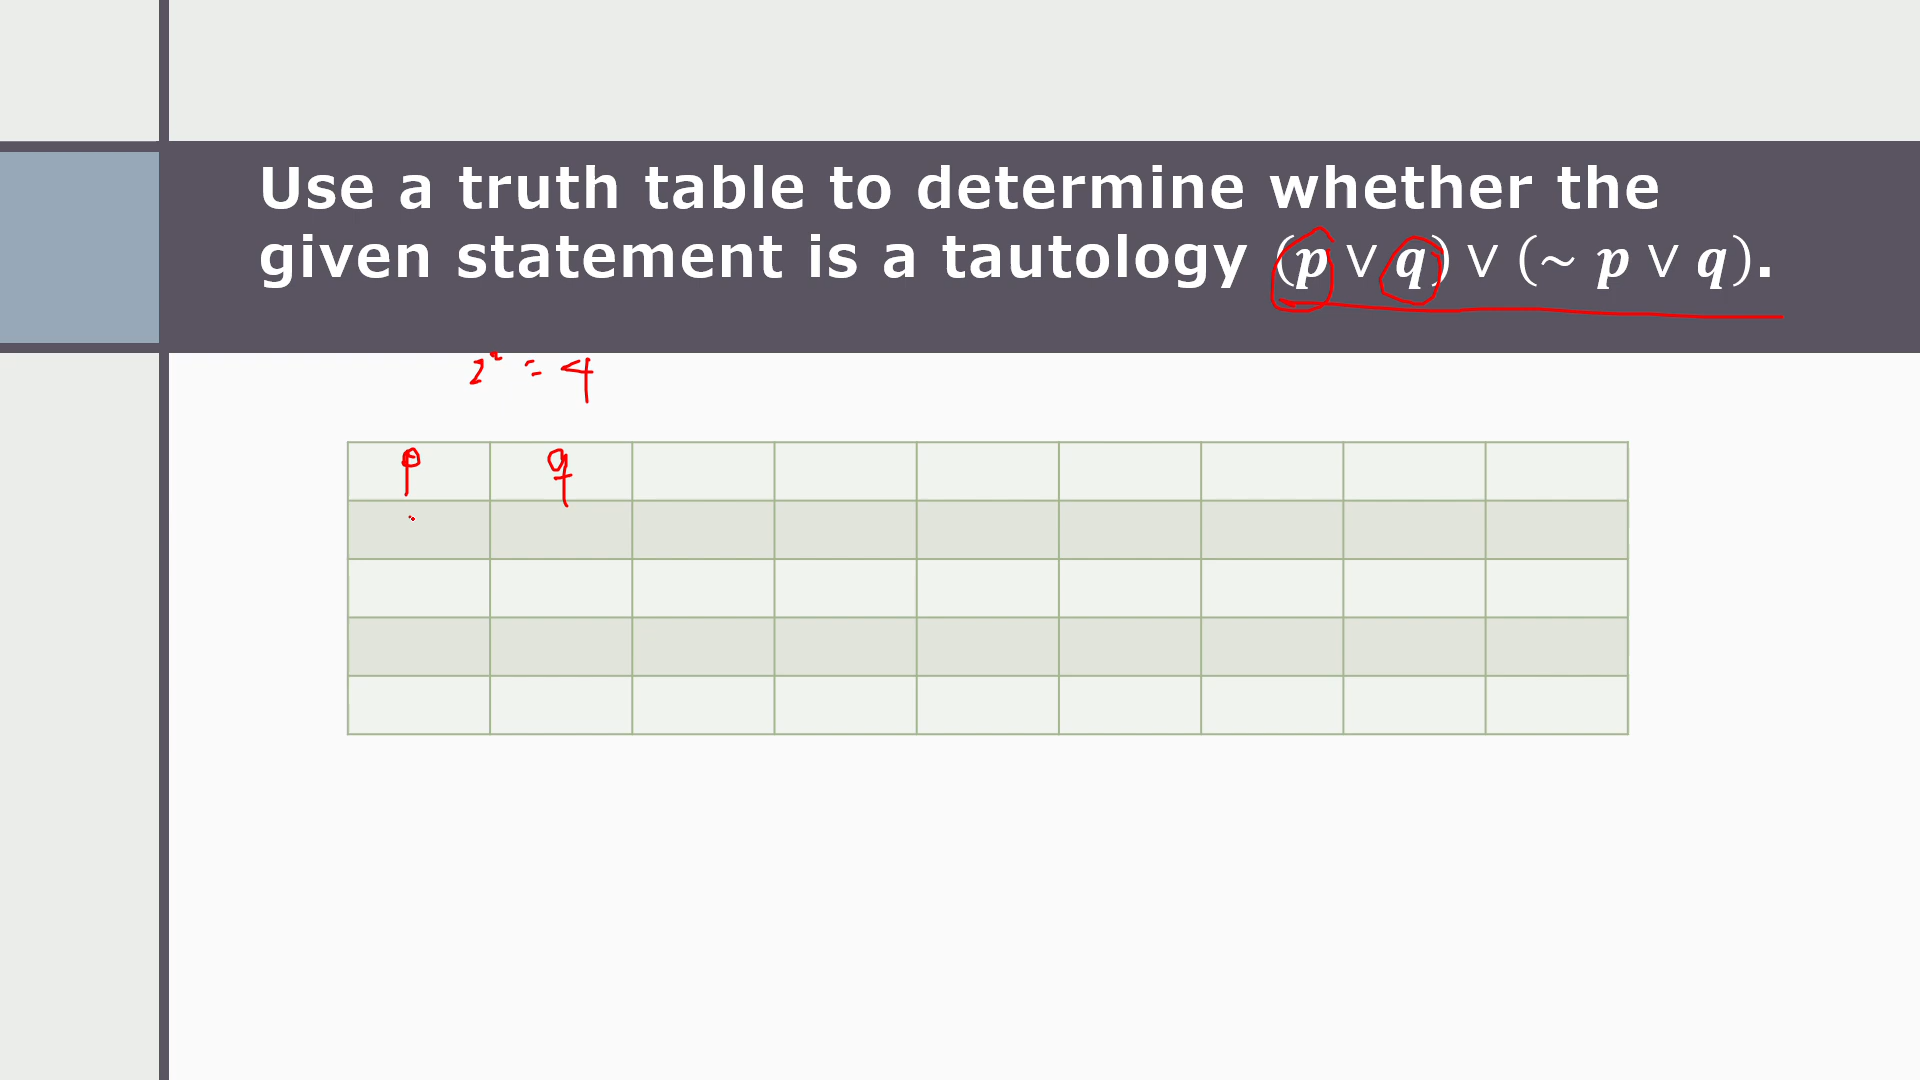 Use a truth table to determine whether the
given statement is a tautology (p ∨ q) ∨ (~ p ∨ q).
2² = 4
p q